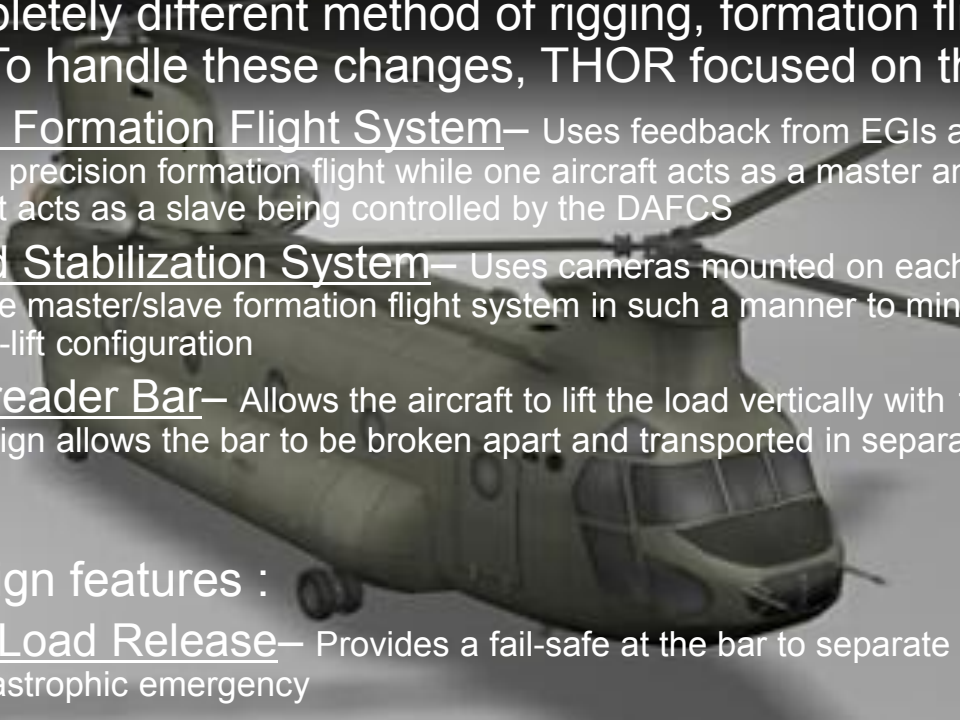 pletely different method of rigging, formation fl
To handle these changes, THOR focused on th
Formation Flight System– Uses feedback from EGIs a
precision formation flight while one aircraft acts as a master an
t acts as a slave being controlled by the DAFCS
d Stabilization System– Uses cameras mounted on each
e master/slave formation flight system in such a manner to min
-lift configuration
reader Bar– Allows the aircraft to lift the load vertically with
ign allows the bar to be broken apart and transported in separa
ign features :
Load Release– Provides a fail-safe at the bar to separate
astrophic emergency